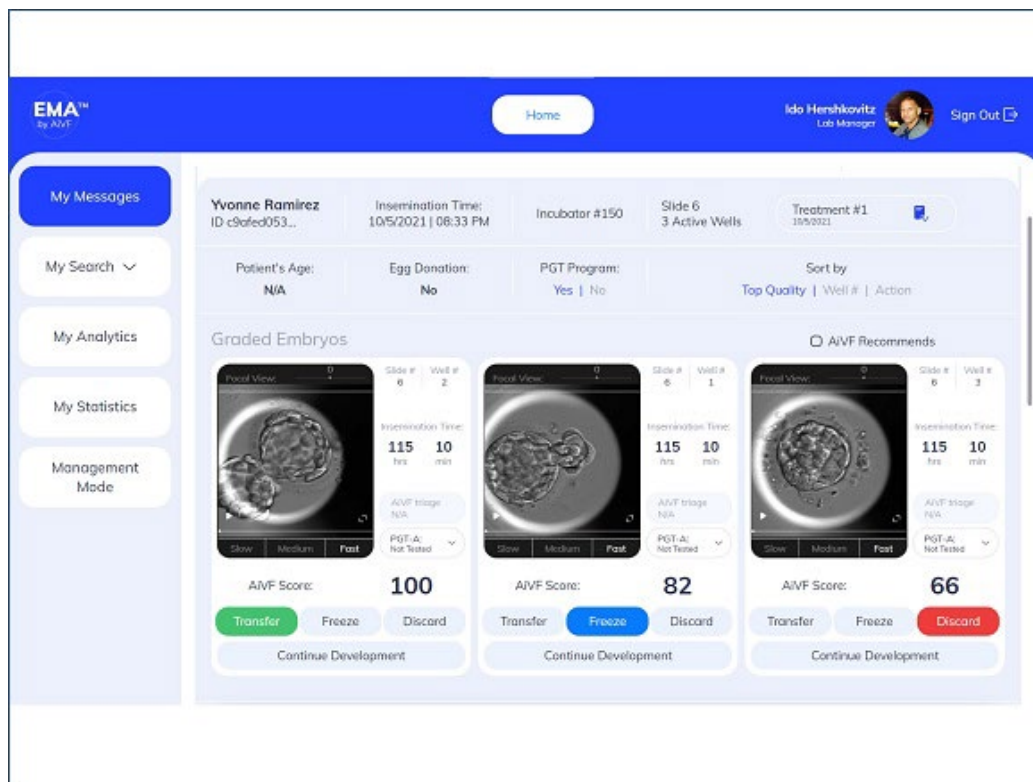 EMA™
by AiVF
Home
Ido Hershkovitz
Lab Manager
Sign Out
My Messages
My Search
My Analytics
My Statistics
Management
Mode
Yvonne Ramirez
ID c9afed053...
Insemination Time:
10/5/2021 | 08:33 PM
Incubator #150
Slide 6
3 Active Wells
Treatment #1
10/5/2021
Patient's Age:
N/A
Egg Donation:
No
PGT Program:
Yes | No
Sort by
Top Quality | Well # | Action
Graded Embryos
AiVF Recommends
Focal View:
0
Slide # Well #
6 2
Insemination Time:
115 10
hrs min
AiVF triage
N/A
PGT-A:
Not Tested
Slow Medium Fast
AiVF Score: 100
Transfer Freeze Discard
Continue Development
Focal View:
0
Slide # Well #
6 1
Insemination Time:
115 10
hrs min
AiVF triage
N/A
PGT-A:
Not Tested
Slow Medium Fast
AiVF Score: 82
Transfer Freeze Discard
Continue Development
Focal View:
0
Slide # Well #
6 3
Insemination Time:
115 10
hrs min
AiVF triage
N/A
PGT-A:
Not Tested
Slow Medium Fast
AiVF Score: 66
Transfer Freeze Discard
Continue Development